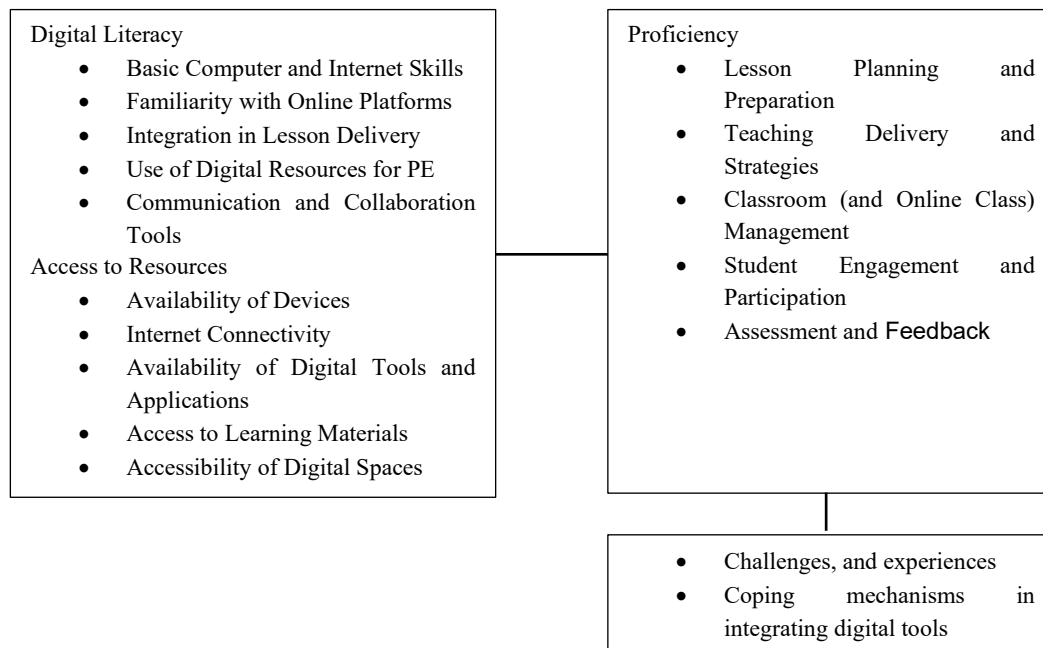 Digital Literacy
• Basic Computer and Internet Skills
• Familiarity with Online Platforms
• Integration in Lesson Delivery
• Use of Digital Resources for PE
• Communication and Collaboration
Tools
Access to Resources
• Availability of Devices
• Internet Connectivity
• Availability of Digital Tools and
Applications
• Access to Learning Materials
• Accessibility of Digital Spaces
Proficiency
• Lesson Planning and
Preparation
• Teaching Delivery and
Strategies
• Classroom (and Online Class)
Management
• Student Engagement and
Participation
• Assessment and Feedback
• Challenges, and experiences
• Coping mechanisms in
integrating digital tools